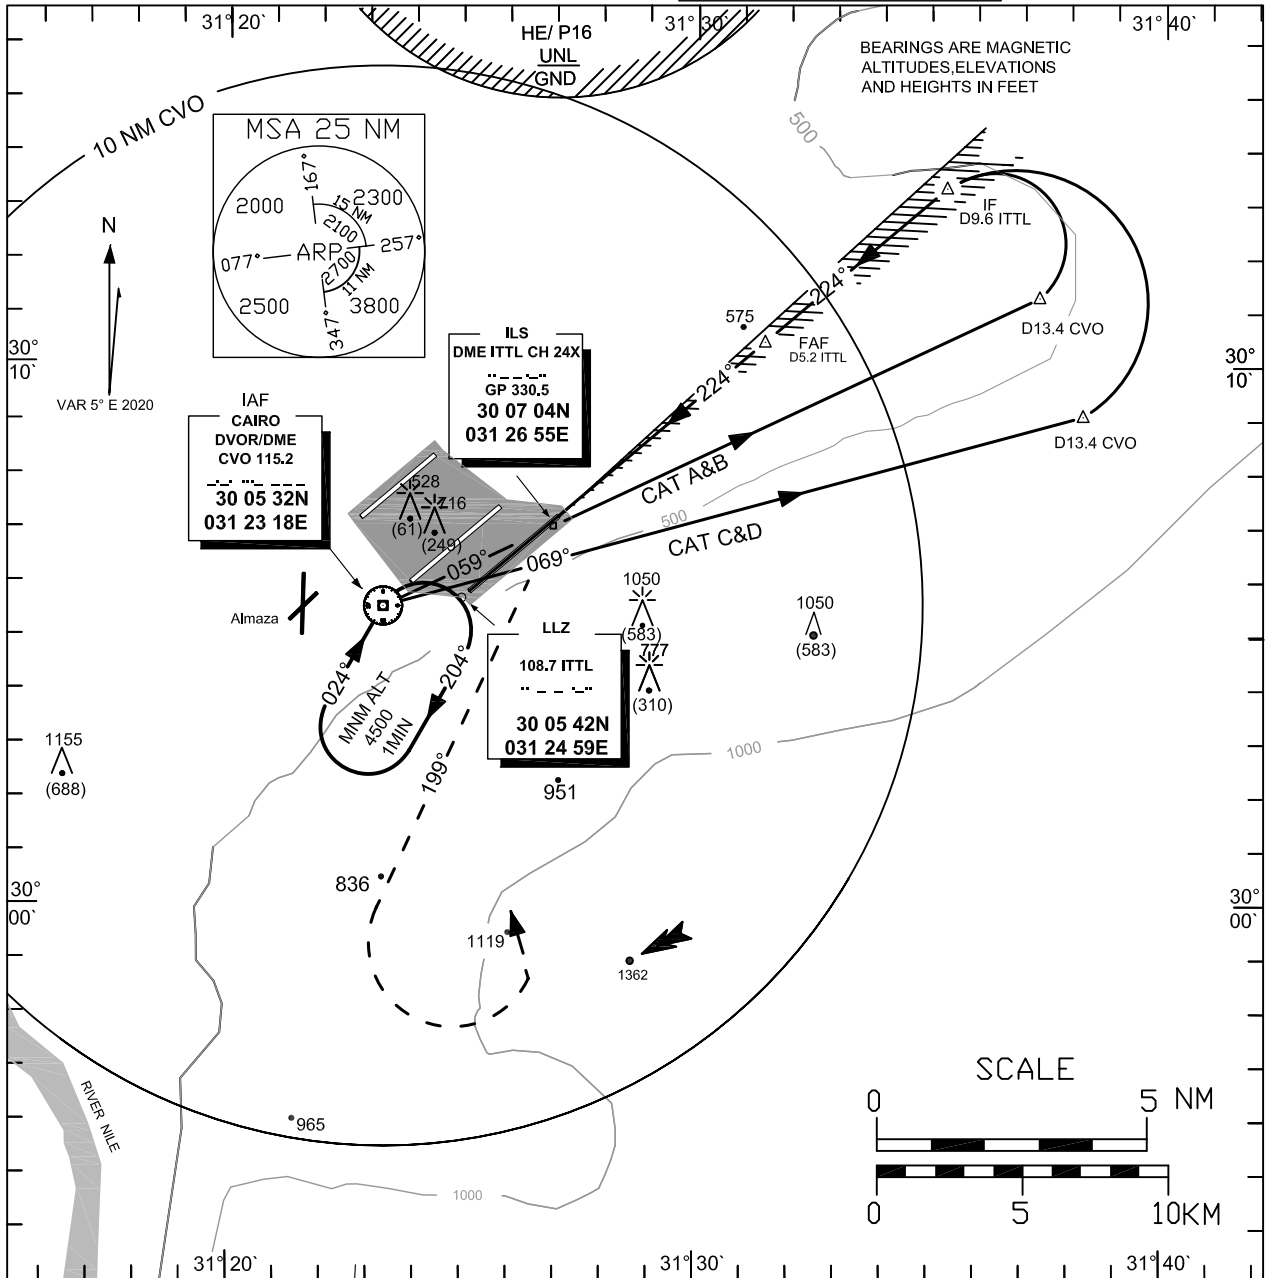 31°20`
31°30`
31°40`
HE/ P16
UNL
GND
BEARINGS ARE MAGNETIC
ALTITUDES,ELEVATIONS
AND HEIGHTS IN FEET
10 NM CVO
500
MSA 25 NM
167°
2000
15 NM
2300
2100
ARP
257°
077°
2700
11 NM
2500
3800
347°
N
VAR 5° E 2020
IF
D9.6 ITTL
224°
D13.4 CVO
575
FAF
D5.2 ITTL
224°
D13.4 CVO
30°
10`
30°
10`
ILS
DME ITTL CH 24X
GP 330.5
30 07 04N
031 26 55E
IAF
CAIRO
DVOR/DME
CVO 115.2
30 05 32N
031 23 18E
528
(61)
716
(249)
CAT A&B
500
CAT C&D
059°
069°
Almaza
1050
(583)
777
(310)
1050
(583)
LLZ
108.7 ITTL
30 05 42N
031 24 59E
024°
204°
MNM ALT
4500
1MIN
199°
1155
(688)
1000
951
836
30°
00`
30°
00`
1119
1362
965
RIVER NILE
1000
SCALE
0
5 NM
0
5
10KM
31°20`
31°30`
31°40`